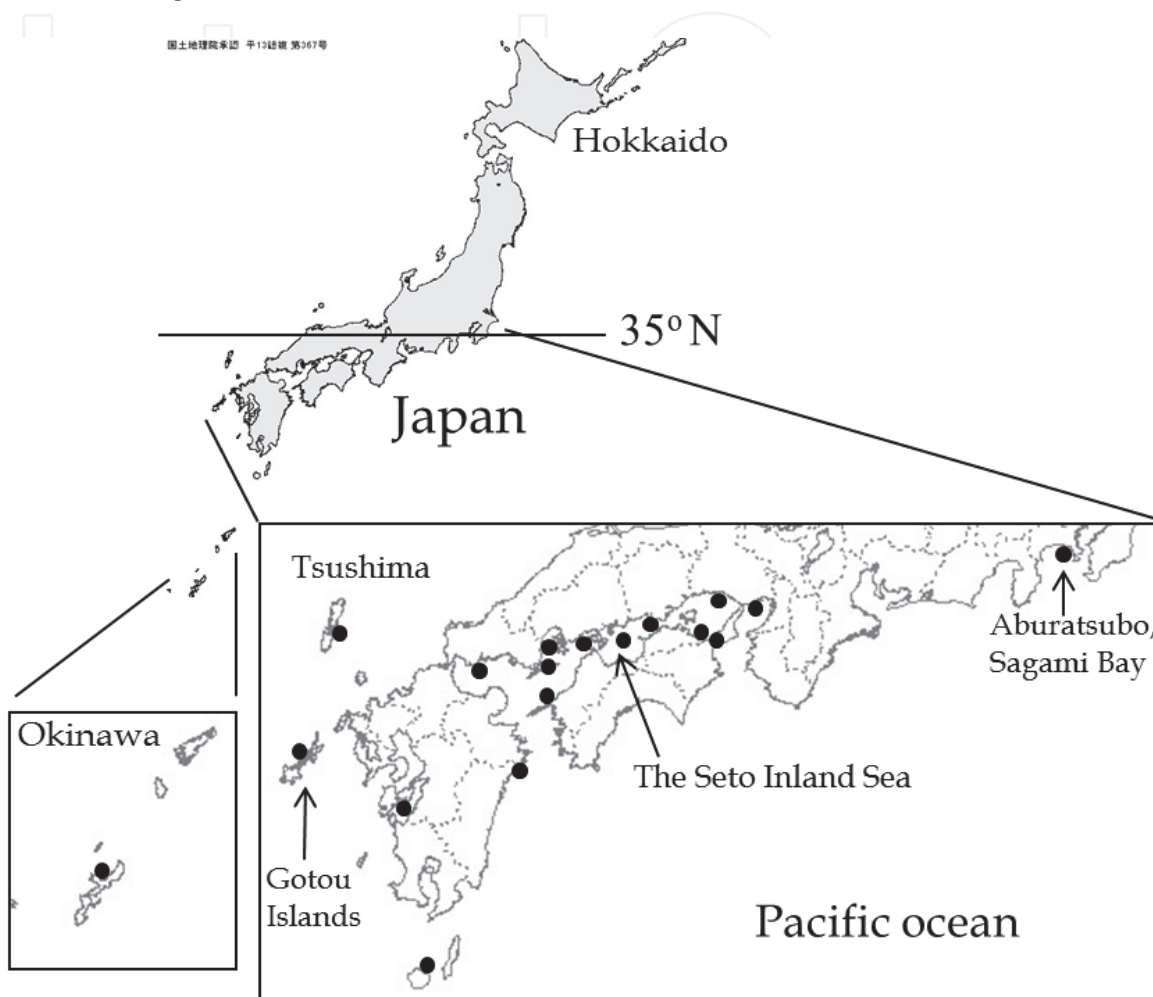 国土地理院承認 平13総複 第367号
Hokkaido
35° N
Japan
Tsushima
Aburatsubo,
Sagami Bay
Okinawa
The Seto Inland Sea
Gotou
Islands
Pacific ocean